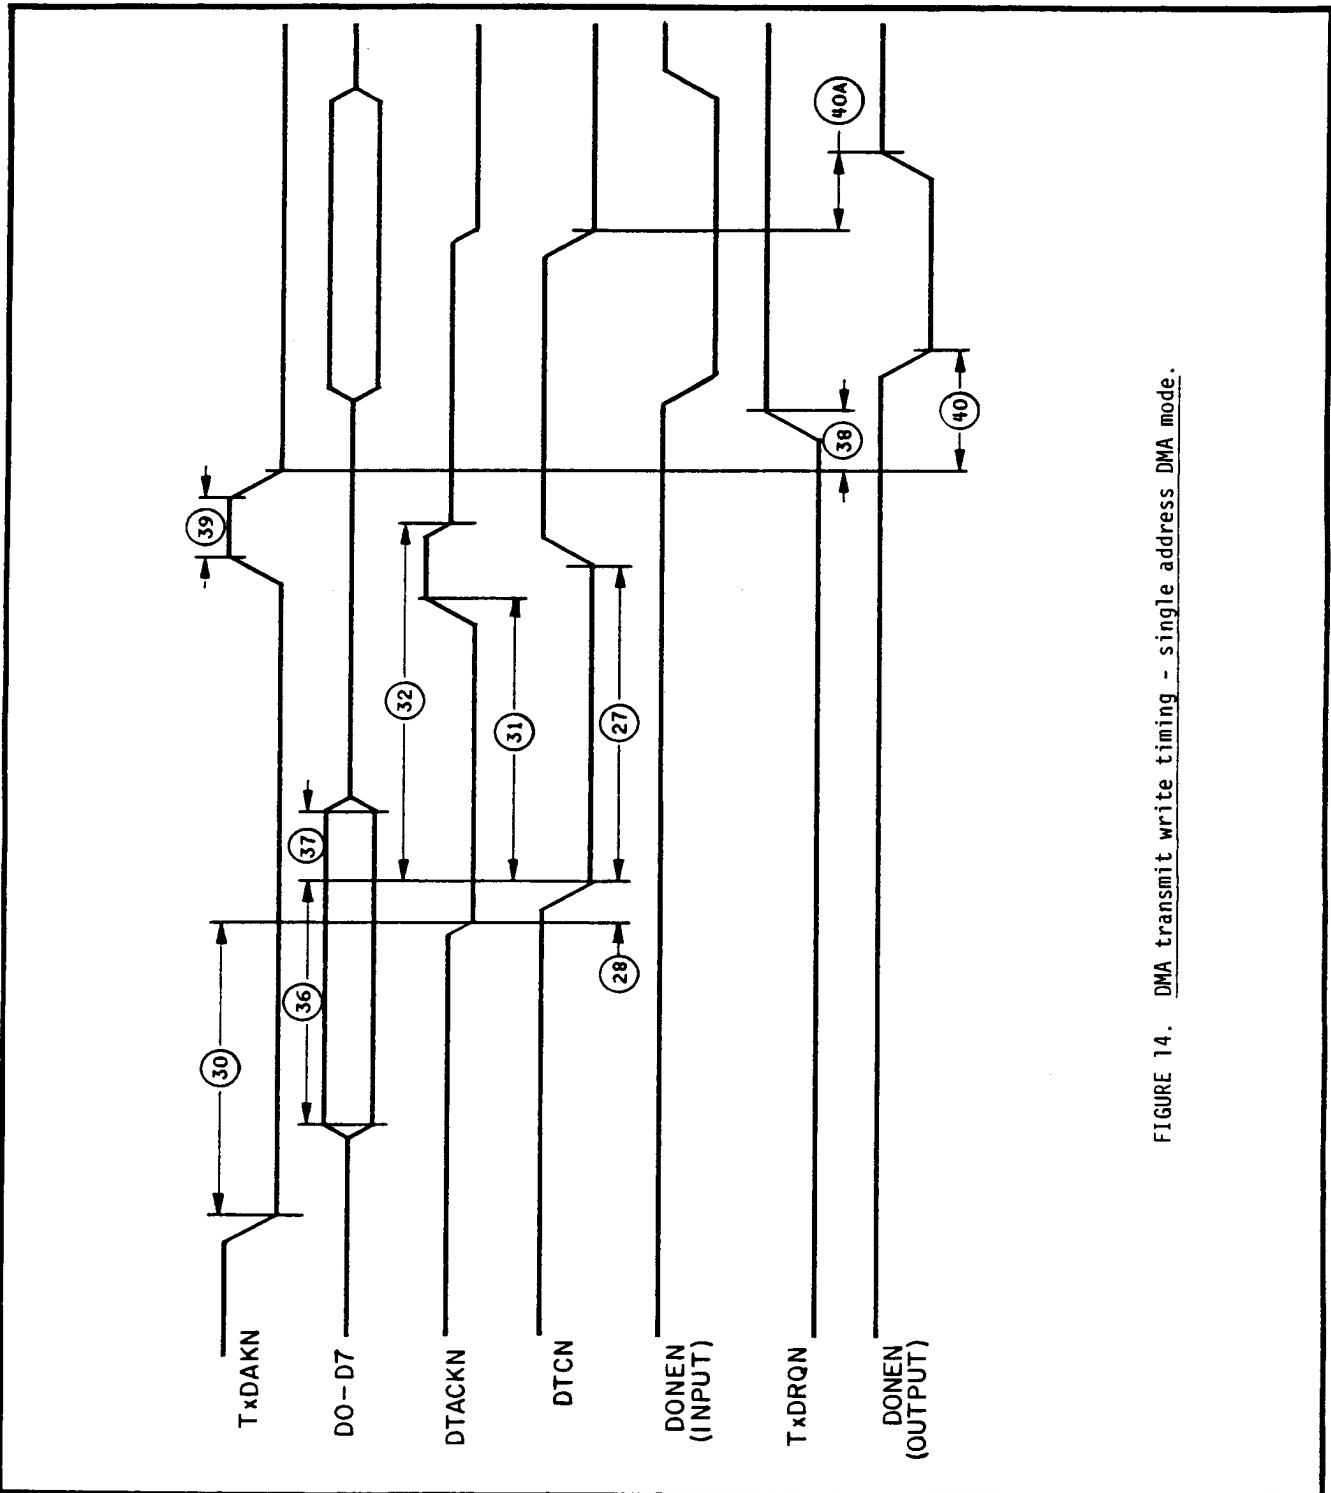 TxDAKN
39
30
DO-D7
37
36
DTACKN
32
DTCN
31
27
28
DONEN
(INPUT)
TxDRQN
40A
38
DONEN
(OUTPUT)
40
FIGURE 14. DMA transmit write timing - single address DMA mode.